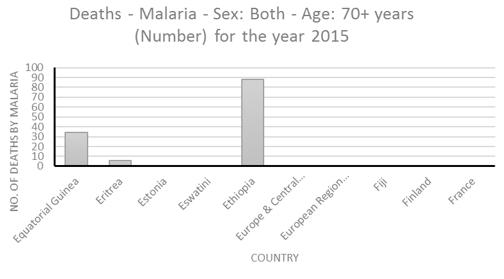 Deaths - Malaria - Sex: Both - Age: 70+ years
(Number) for the year 2015
NO. OF DEATHS BY MALARIA
100
90
80
70
60
50
40
30
20
10
0
Equatorial Guinea
Eritrea
Estonia
Eswatini
Ethiopia
Europe & Central...
European Region...
Fiji
Finland
France
COUNTRY